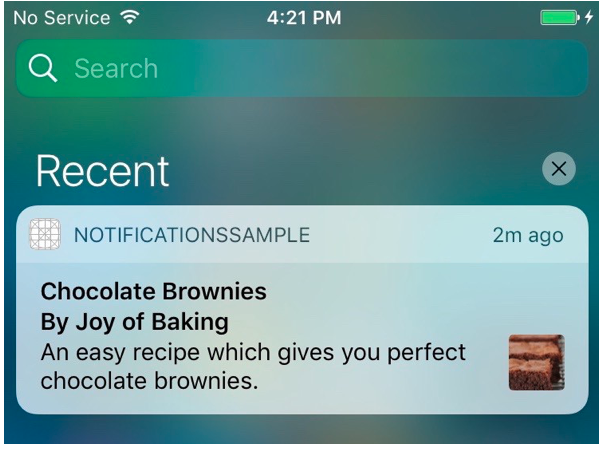 No Service 4:21 PM
Search
Recent
NOTIFICATIONSSAMPLE 2m ago
Chocolate Brownies
By Joy of Baking
An easy recipe which gives you perfect
chocolate brownies.